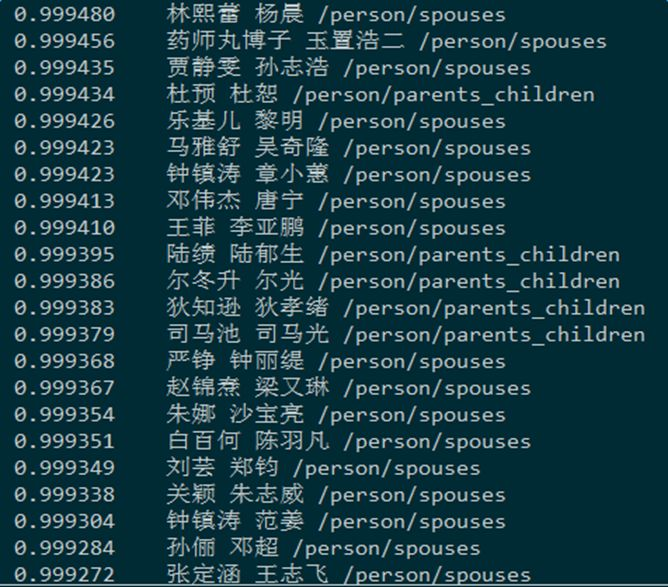 0.999480 林熙蕾 杨晨 /person/spouses
0.999456 药师丸博子 玉置浩二 /person/spouses
0.999435 贾静雯 孙志浩 /person/spouses
0.999434 杜预 杜恕 /person/parents_children
0.999426 乐基儿 黎明 /person/spouses
0.999423 马雅舒 吴奇隆 /person/spouses
0.999423 钟镇涛 章小蕙 /person/spouses
0.999413 邓伟杰 唐宁 /person/spouses
0.999410 王菲 李亚鹏 /person/spouses
0.999395 陆绩 陆郁生 /person/parents_children
0.999386 尔冬升 尔光 /person/parents_children
0.999383 狄知逊 狄孝绪 /person/parents_children
0.999379 司马池 司马光 /person/parents_children
0.999368 严铮 钟丽缇 /person/spouses
0.999367 赵锦焘 梁又琳 /person/spouses
0.999354 朱娜 沙宝亮 /person/spouses
0.999351 白百何 陈羽凡 /person/spouses
0.999349 刘芸 郑钧 /person/spouses
0.999338 关颖 朱志威 /person/spouses
0.999304 钟镇涛 范姜 /person/spouses
0.999284 孙俪 邓超 /person/spouses
0.999272 张定涵 王志飞 /person/spouses